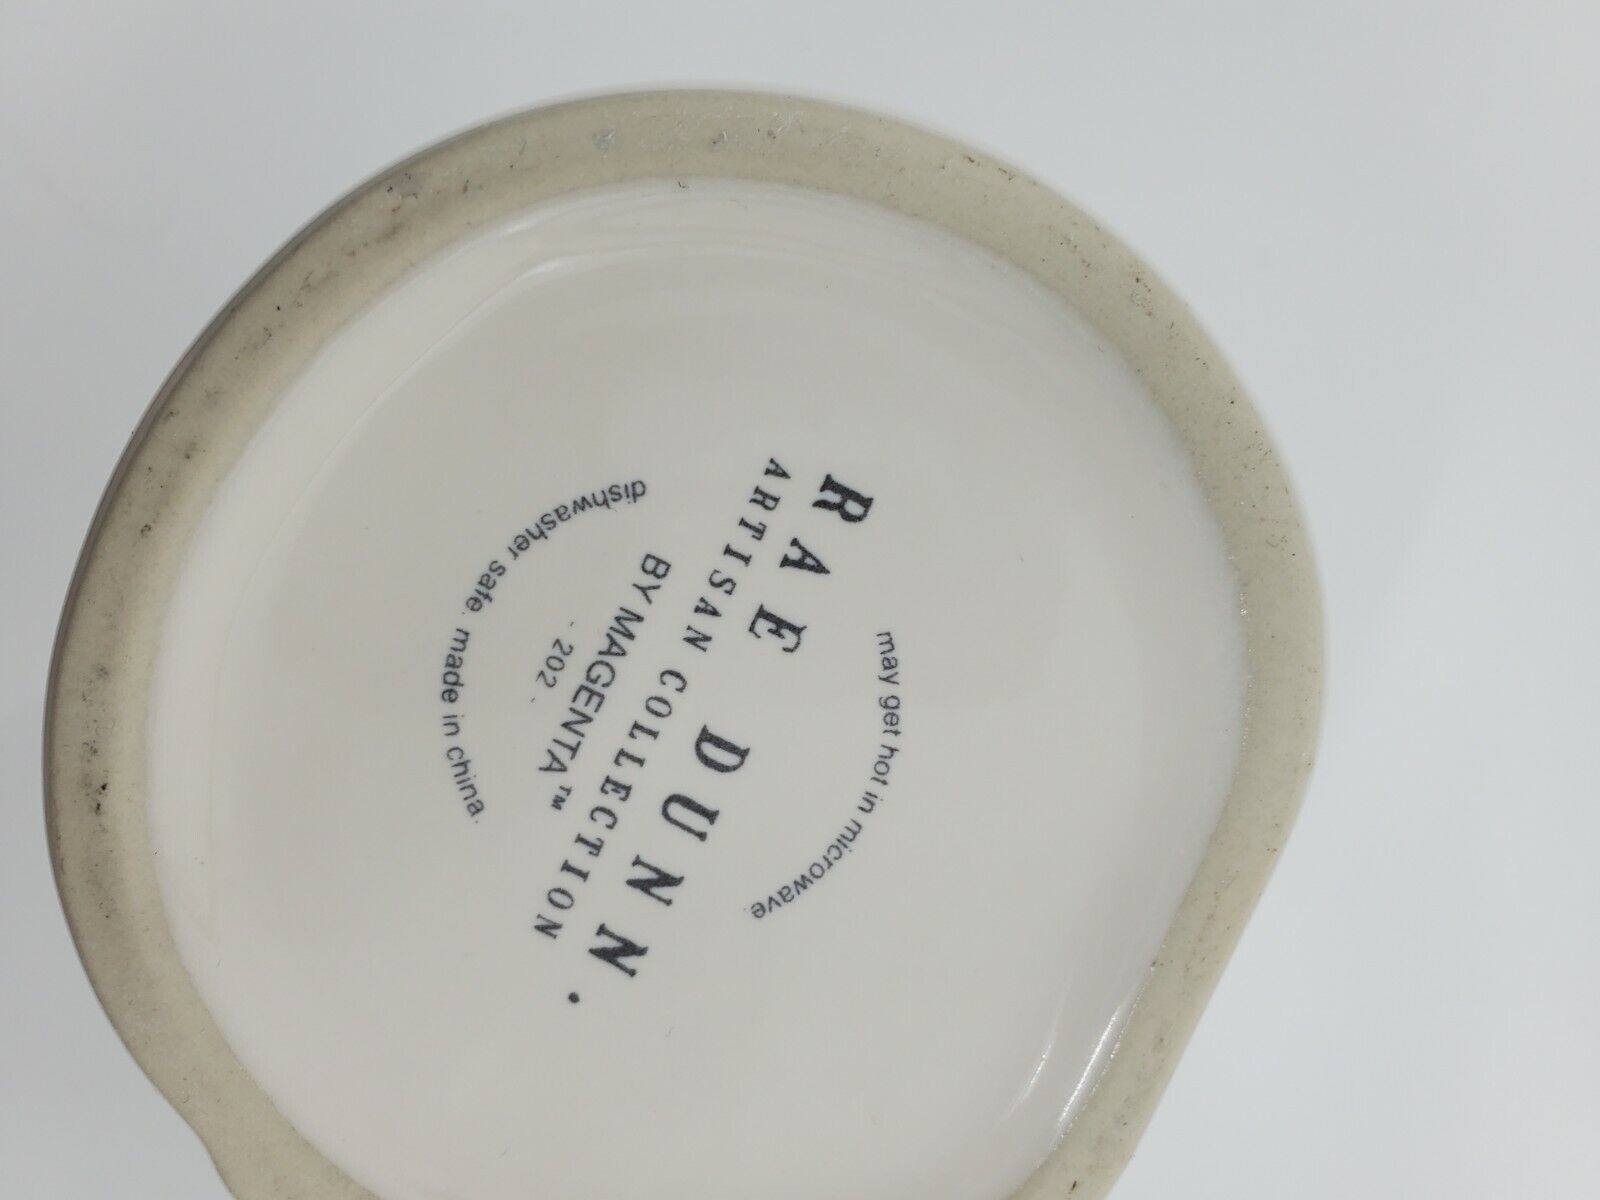 may get hot in microwave.
RAE DUNN.
ARTISAN COLLECTION
BY MAGENTA™
- 202 -
dishwasher safe. made in china.